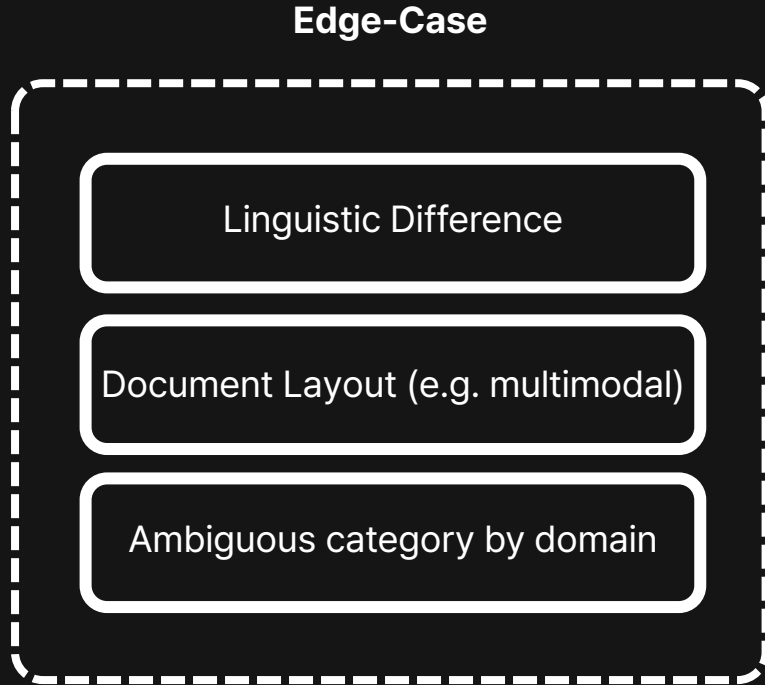 Edge-Case
Linguistic Difference
Document Layout (e.g. multimodal)
Ambiguous category by domain